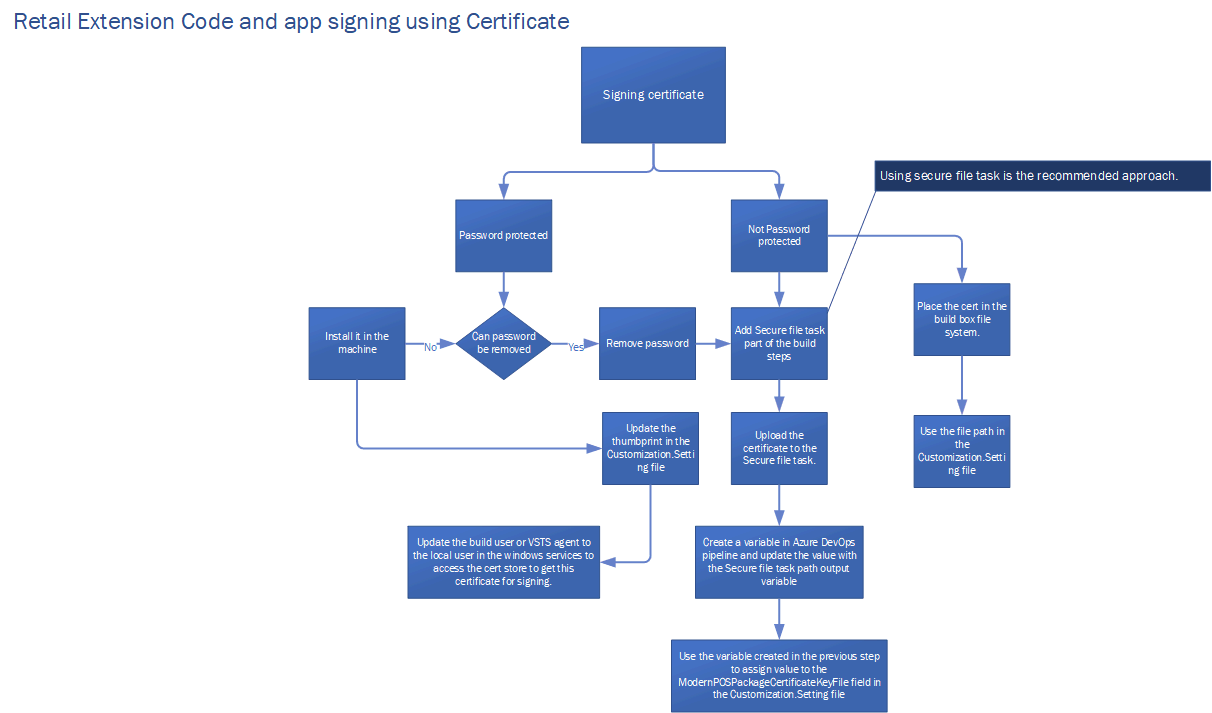 Retail Extension Code and app signing using Certificate
Signing certificate
Using secure file task is the recommended approach.
Password protected
Not Password
protected
Place the cert in the
build box file
system.
Install it in the
machine
No
Can password
be removed
Yes
Remove password
Add Secure file task
part of the build
steps
Update the
thumbprint in the
Customization.Setti
ng file
Upload the
certificate to the
Secure file task.
Use the file path in
the
Customization.Setti
ng file
Update the build user or VSTS agent to
the local user in the windows services to
access the cert store to get this
certificate for signing.
Create a variable in Azure DevOps
pipeline and update the value with
the Secure file task path output
variable
Use the variable created in the previous step
to assign value to the
ModernPOSPackageCertificateKeyFile field in
the Customization.Setting file